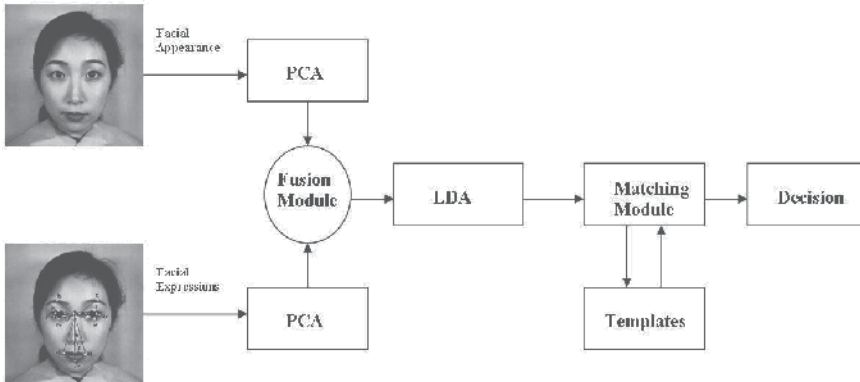 Facial
Appearance
PCA
Fusion
Module
LDA
Matching
Module
Decision
Facial
Expressions
PCA
Templates